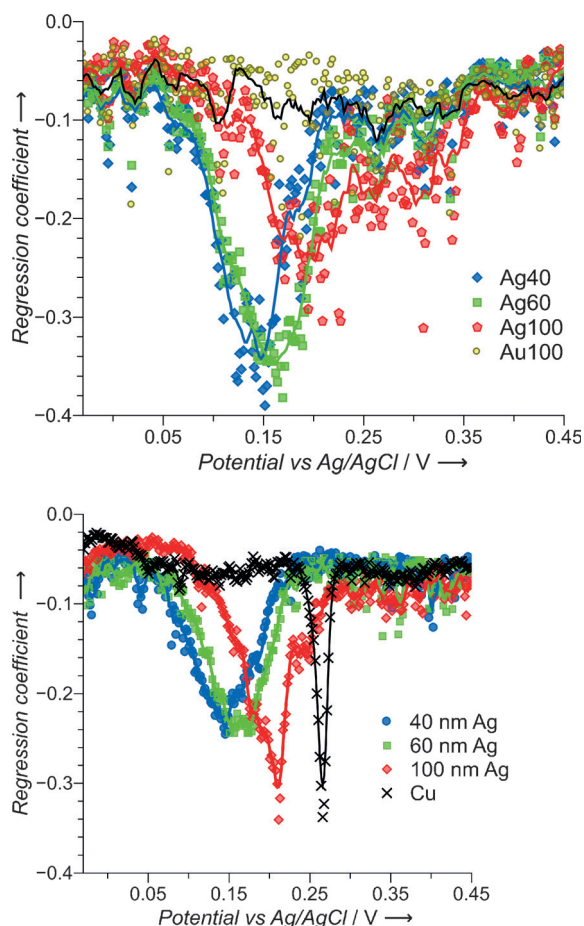 0.0
−0.1
−0.2
−0.3
−0.4
Regression coefficient ⟶
Ag40
Ag60
Ag100
Au100
0.05 0.15 0.25 0.35 0.45
Potential vs Ag/AgCl / V ⟶
0.0
−0.1
−0.2
−0.3
−0.4
Regression coefficient ⟶
40 nm Ag
60 nm Ag
100 nm Ag
Cu
0.05 0.15 0.25 0.35 0.45
Potential vs Ag/AgCl / V ⟶